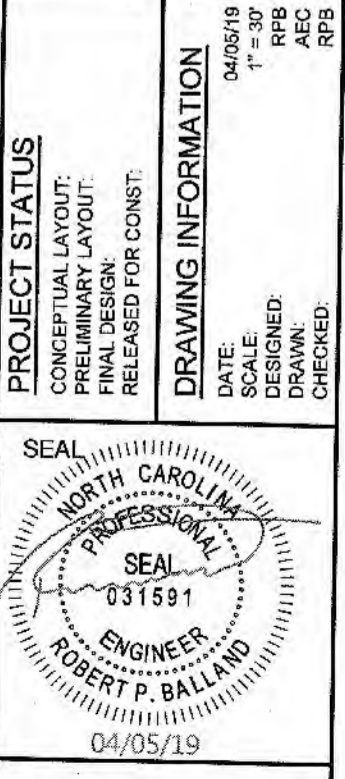 PROJECT STATUS
CONCEPTUAL LAYOUT:
PRELIMINARY LAYOUT:
FINAL DESIGN:
RELEASED FOR CONST:
DRAWING INFORMATION
DATE: 04/05/19
SCALE: 1" = 30'
DESIGNED: RPB
DRAWN: AEC
CHECKED: RPB
SEAL
NORTH CAROLINA
PROFESSIONAL
SEAL
031591
ENGINEER
ROBERT P. BALLAND
04/05/19